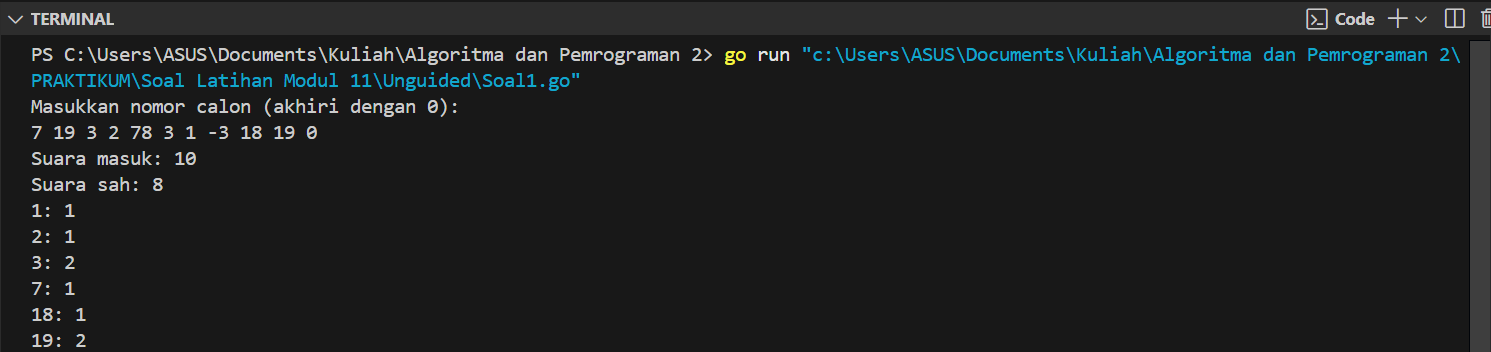 TERMINAL
Code
PS C:\Users\ASUS\Documents\Kuliah\Algoritma dan Pemrograman 2> go run "c:\Users\ASUS\Documents\Kuliah\Algoritma dan Pemrograman 2\
PRAKTIKUM\Soal Latihan Modul 11\Unguided\Soal1.go"
Masukkan nomor calon (akhiri dengan 0):
7 19 3 2 78 3 1 -3 18 19 0
Suara masuk: 10
Suara sah: 8
1: 1
2: 1
3: 2
7: 1
18: 1
19: 2